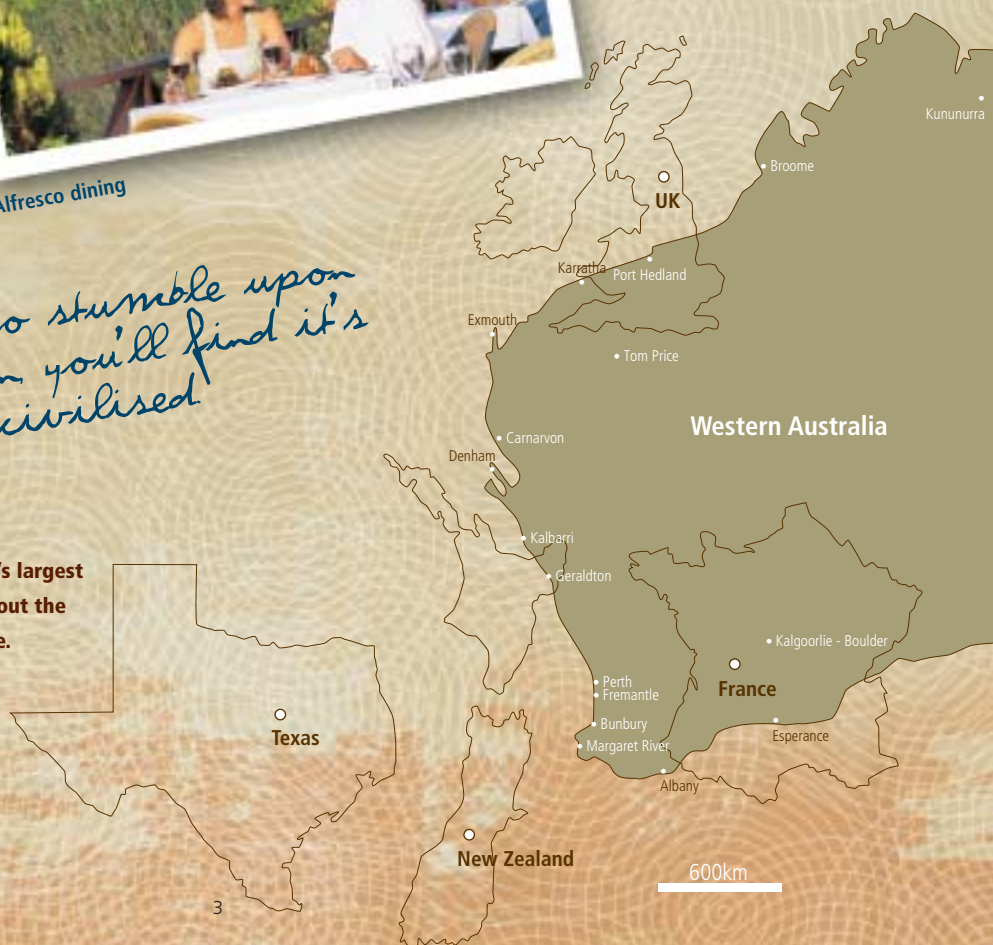 Alfresco dining
stumble upon
you'll find it's
civilised
's largest
out the
UK
Kununurra
Broome
Karratha
Port Hedland
Exmouth
Tom Price
Western Australia
Carnarvon
Denham
Kalbarri
Geraldton
Kalgoorlie - Boulder
Perth
Fremantle
France
Bunbury
Esperance
Margaret River
Albany
Texas
New Zealand
600km
3